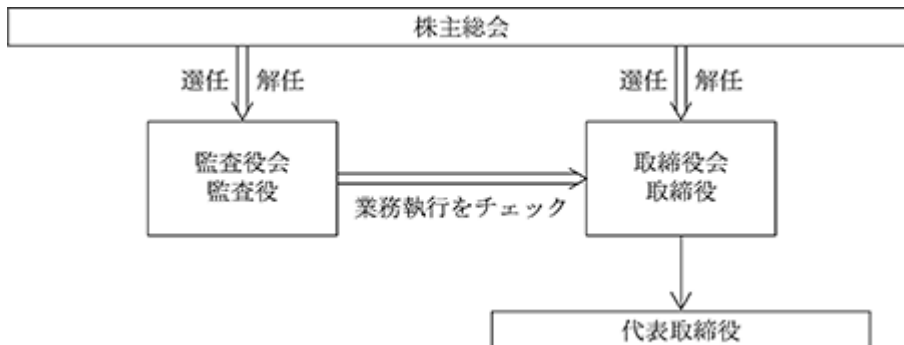 株主総会
選任 解任
選任 解任
監査役会
監査役
業務執行をチェック
取締役会
取締役
代表取締役